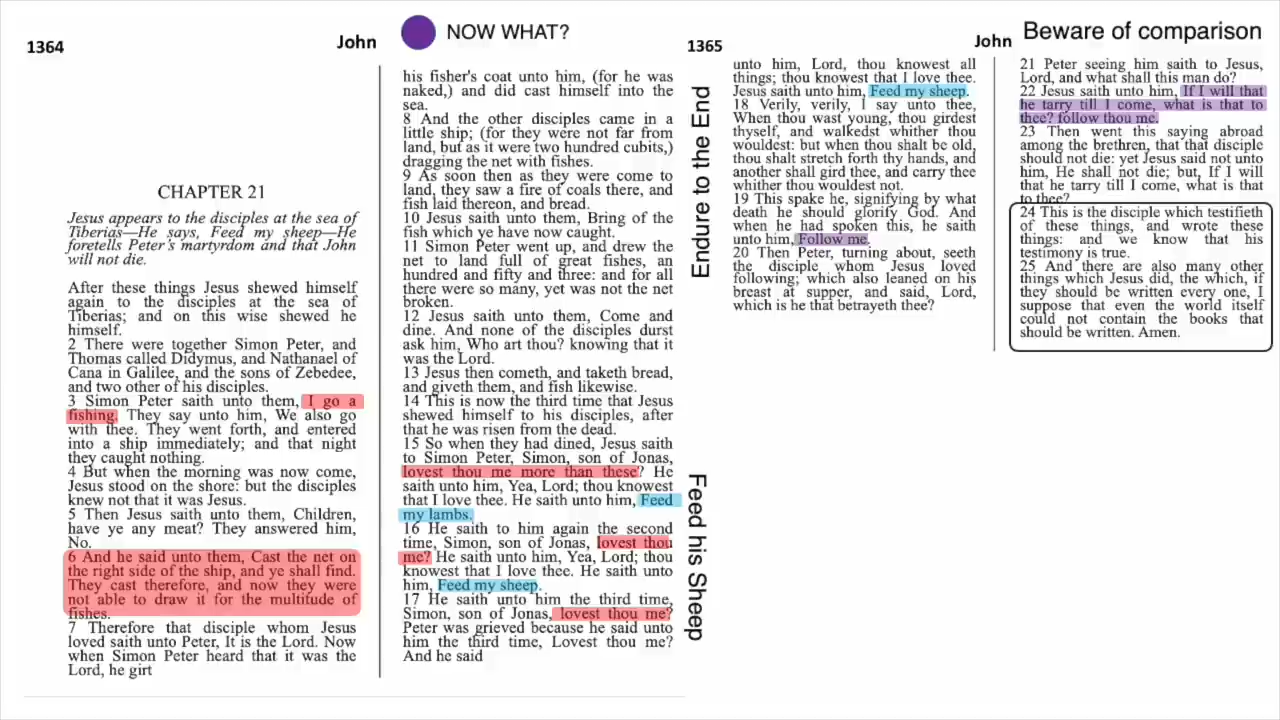 1364
John
CHAPTER 21
Jesus appears to the disciples at the sea of
Tiberias—He says, Feed my sheep—He
foretells Peter's martyrdom and that John
will not die.
After these things Jesus shewed himself
again to the disciples at the sea of
Tiberias; and on this wise shewed he
himself.
2 There were together Simon Peter, and
Thomas called Didymus, and Nathanael of
Cana in Galilee, and the sons of Zebedee,
and two other of his disciples.
3 Simon Peter saith unto them, I go a
fishing. They say unto him, We also go
with thee. They went forth, and entered
into a ship immediately; and that night
they caught nothing.
4 But when the morning was now come,
Jesus stood on the shore: but the disciples
knew not that it was Jesus.
5 Then Jesus saith unto them, Children,
have ye any meat? They answered him,
No.
6 And he said unto them, Cast the net on
the right side of the ship, and ye shall find.
They cast therefore, and now they were
not able to draw it for the multitude of
fishes.
7 Therefore that disciple whom Jesus
loved saith unto Peter, It is the Lord. Now
when Simon Peter heard that it was the
Lord, he girt
NOW WHAT?
his fisher's coat unto him, (for he was
naked,) and did cast himself into the
sea.
8 And the other disciples came in a
little ship; (for they were not far from
land, but as it were two hundred cubits,)
dragging the net with fishes.
9 As soon then as they were come to
land, they saw a fire of coals there, and
fish laid thereon, and bread.
10 Jesus saith unto them, Bring of the
fish which ye have now caught.
11 Simon Peter went up, and drew the
net to land full of great fishes, an
hundred and fifty and three: and for all
there were so many, yet was not the net
broken.
12 Jesus saith unto them, Come and
dine. And none of the disciples durst
ask him, Who art thou? knowing that it
was the Lord.
13 Jesus then cometh, and taketh bread,
and giveth them, and fish likewise.
14 This is now the third time that Jesus
shewed himself to his disciples, after
that he was risen from the dead.
15 So when they had dined, Jesus saith
to Simon Peter, Simon, son of Jonas,
lovest thou me more than these? He
saith unto him, Yea, Lord; thou knowest
that I love thee. He saith unto him, Feed
my lambs.
16 He saith to him again the second
time, Simon, son of Jonas, lovest thou
me? He saith unto him, Yea, Lord; thou
knowest that I love thee. He saith unto
him, Feed my sheep.
17 He saith unto him the third time,
Simon, son of Jonas, lovest thou me?
Peter was grieved because he said unto
him the third time, Lovest thou me?
And he said
Endure to the End
Feed his Sheep
1365
John
unto him, Lord, thou knowest all
things; thou knowest that I love thee.
Jesus saith unto him, Feed my sheep.
18 Verily, verily, I say unto thee,
When thou wast young, thou girdest
thyself, and walkedst whither thou
wouldest: but when thou shalt be old,
thou shalt stretch forth thy hands, and
another shall gird thee, and carry thee
whither thou wouldest not.
19 This spake he, signifying by what
death he should glorify God. And
when he had spoken this, he saith
unto him, Follow me.
20 Then Peter, turning about, seeth
the disciple whom Jesus loved
following; which also leaned on his
breast at supper, and said, Lord,
which is he that betrayeth thee?
Beware of comparison
21 Peter seeing him saith to Jesus,
Lord, and what shall this man do?
22 Jesus saith unto him, If I will that
he tarry till I come, what is that to
thee? follow thou me.
23 Then went this saying abroad
among the brethren, that that disciple
should not die: yet Jesus said not unto
him, He shall not die; but, If I will
that he tarry till I come, what is that
to thee?
24 This is the disciple which testifieth
of these things, and wrote these
things: and we know that his
testimony is true.
25 And there are also many other
things which Jesus did, the which, if
they should be written every one, I
suppose that even the world itself
could not contain the books that
should be written. Amen.